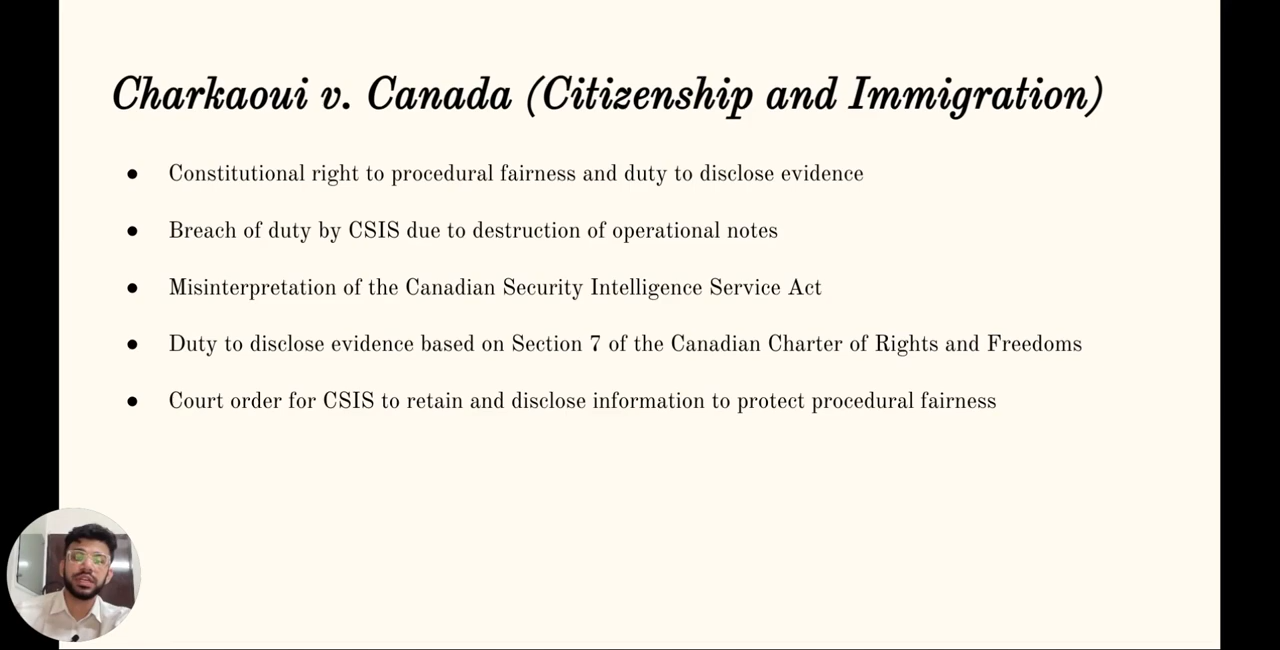 Charkaoui v. Canada (Citizenship and Immigration)
● Constitutional right to procedural fairness and duty to disclose evidence
● Breach of duty by CSIS due to destruction of operational notes
● Misinterpretation of the Canadian Security Intelligence Service Act
● Duty to disclose evidence based on Section 7 of the Canadian Charter of Rights and Freedoms
● Court order for CSIS to retain and disclose information to protect procedural fairness